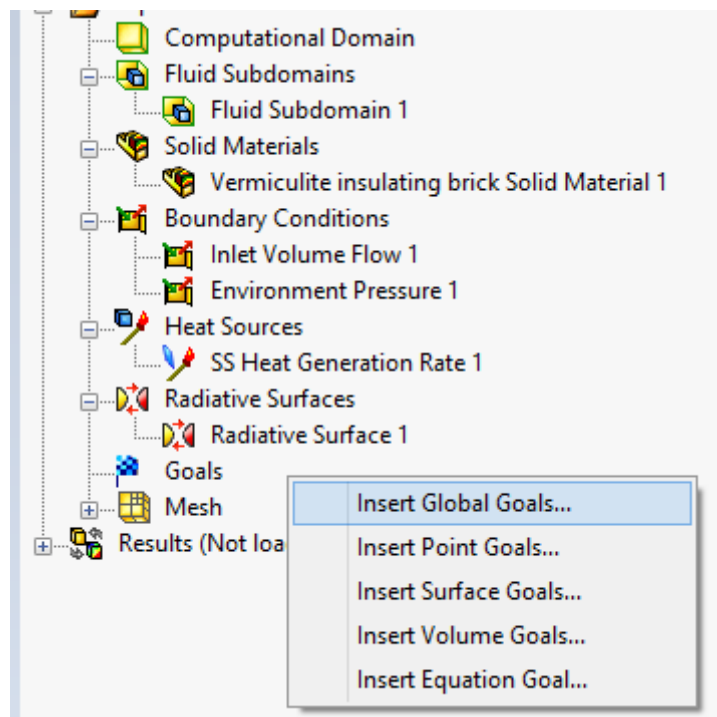 Computational Domain
Fluid Subdomains
Fluid Subdomain 1
Solid Materials
Vermiculite insulating brick Solid Material 1
Boundary Conditions
Inlet Volume Flow 1
Environment Pressure 1
Heat Sources
SS Heat Generation Rate 1
Radiative Surfaces
Radiative Surface 1
Goals
Mesh
Results (Not loa
Insert Global Goals...
Insert Point Goals...
Insert Surface Goals...
Insert Volume Goals...
Insert Equation Goal...